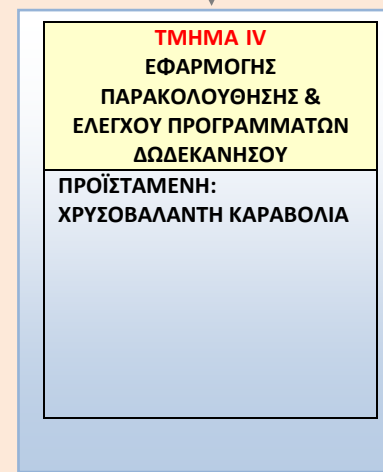 ΤΜΗΜΑ IV
ΕΦΑΡΜΟΓΗΣ
ΠΑΡΑΚΟΛΟΥΘΗΣΗΣ &
ΕΛΕΓΧΟΥ ΠΡΟΓΡΑΜΜΑΤΩΝ
ΔΩΔΕΚΑΝΗΣΟΥ
ΠΡΟΪΣΤΑΜΕΝΗ:
ΧΡΥΣΟΒΑΛΑΝΤΗ ΚΑΡΑΒΟΛΙΑ